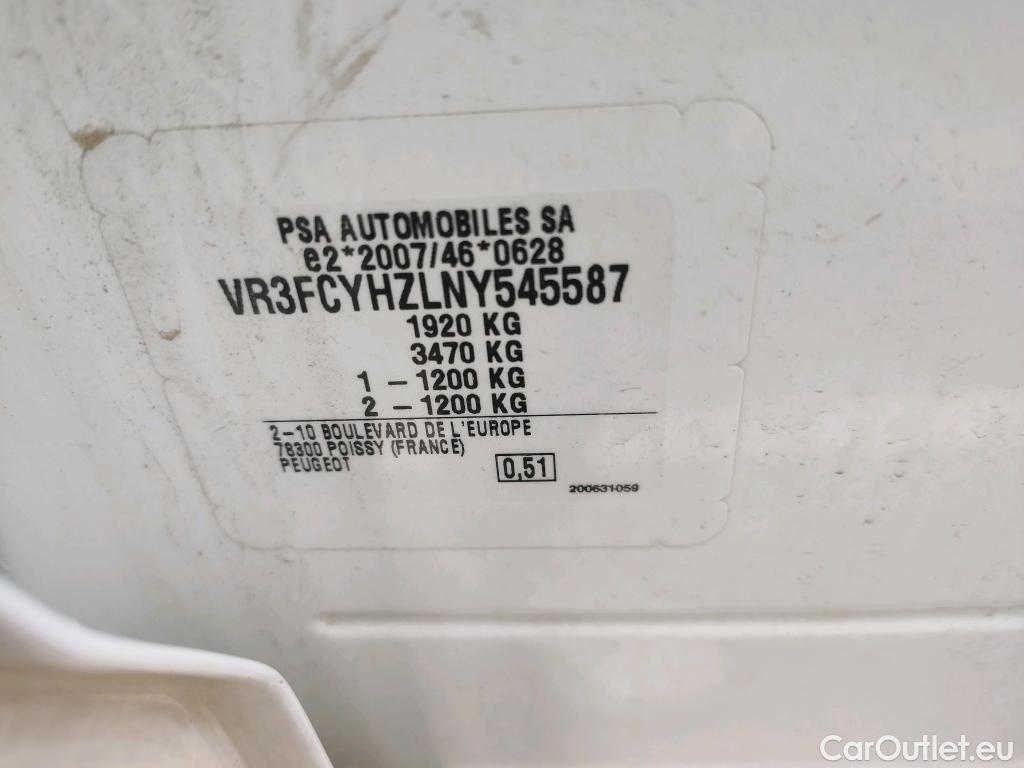 PSA AUTOMOBILES SA
e2*2007/46*0628
VR3FCYHZLNY545587
1920 KG
3470 KG
1 – 1200 KG
2 – 1200 KG
2–10 BOULEVARD DE L'EUROPE
78300 POISSY (FRANCE)
PEUGEOT
0,51
200631059
CarOutlet.eu